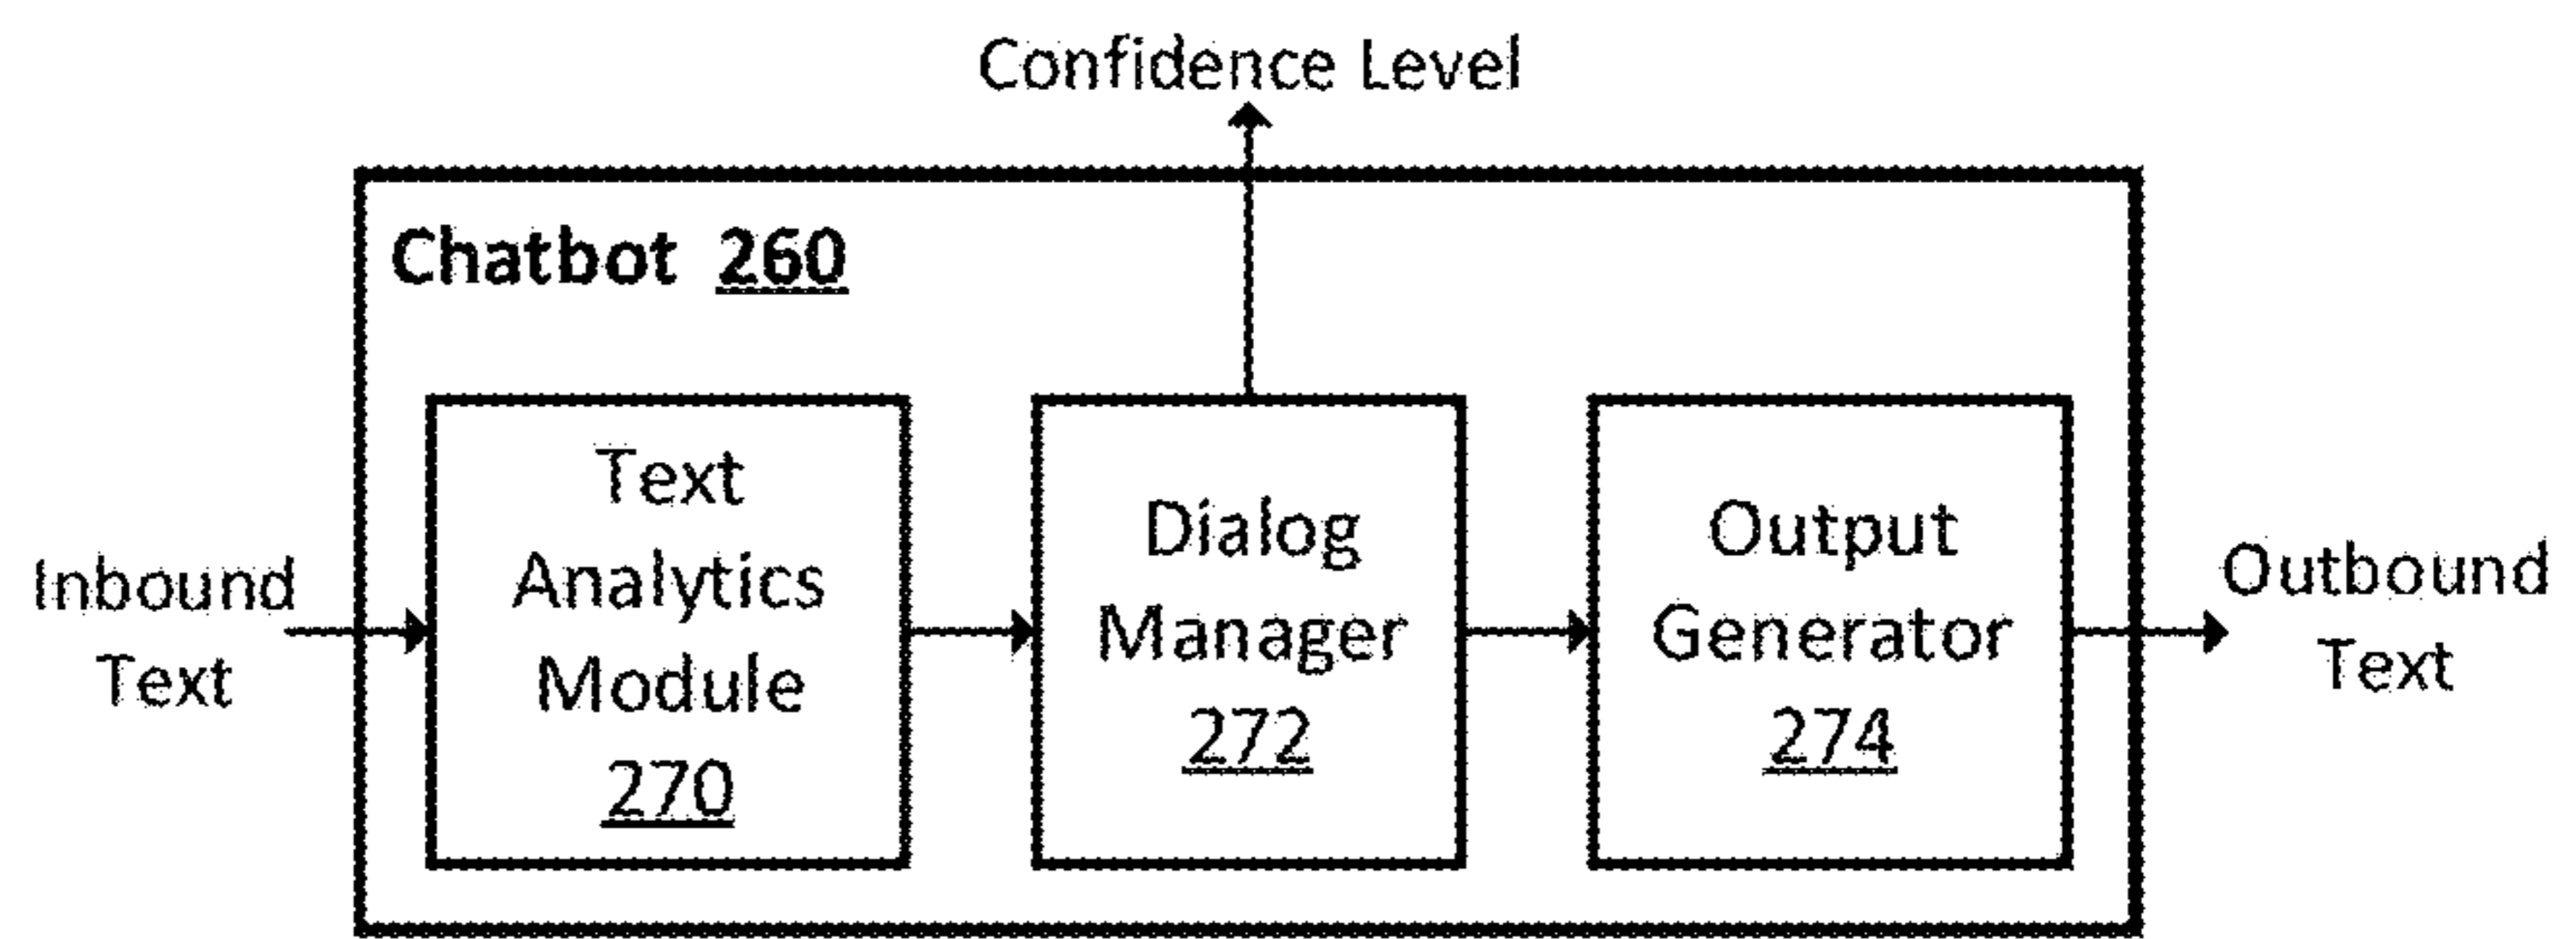 Confidence Level
Chatbot 260
Inbound
Text
Text
Analytics
Module
270
Dialog
Manager
272
Output
Generator
274
Outbound
Text